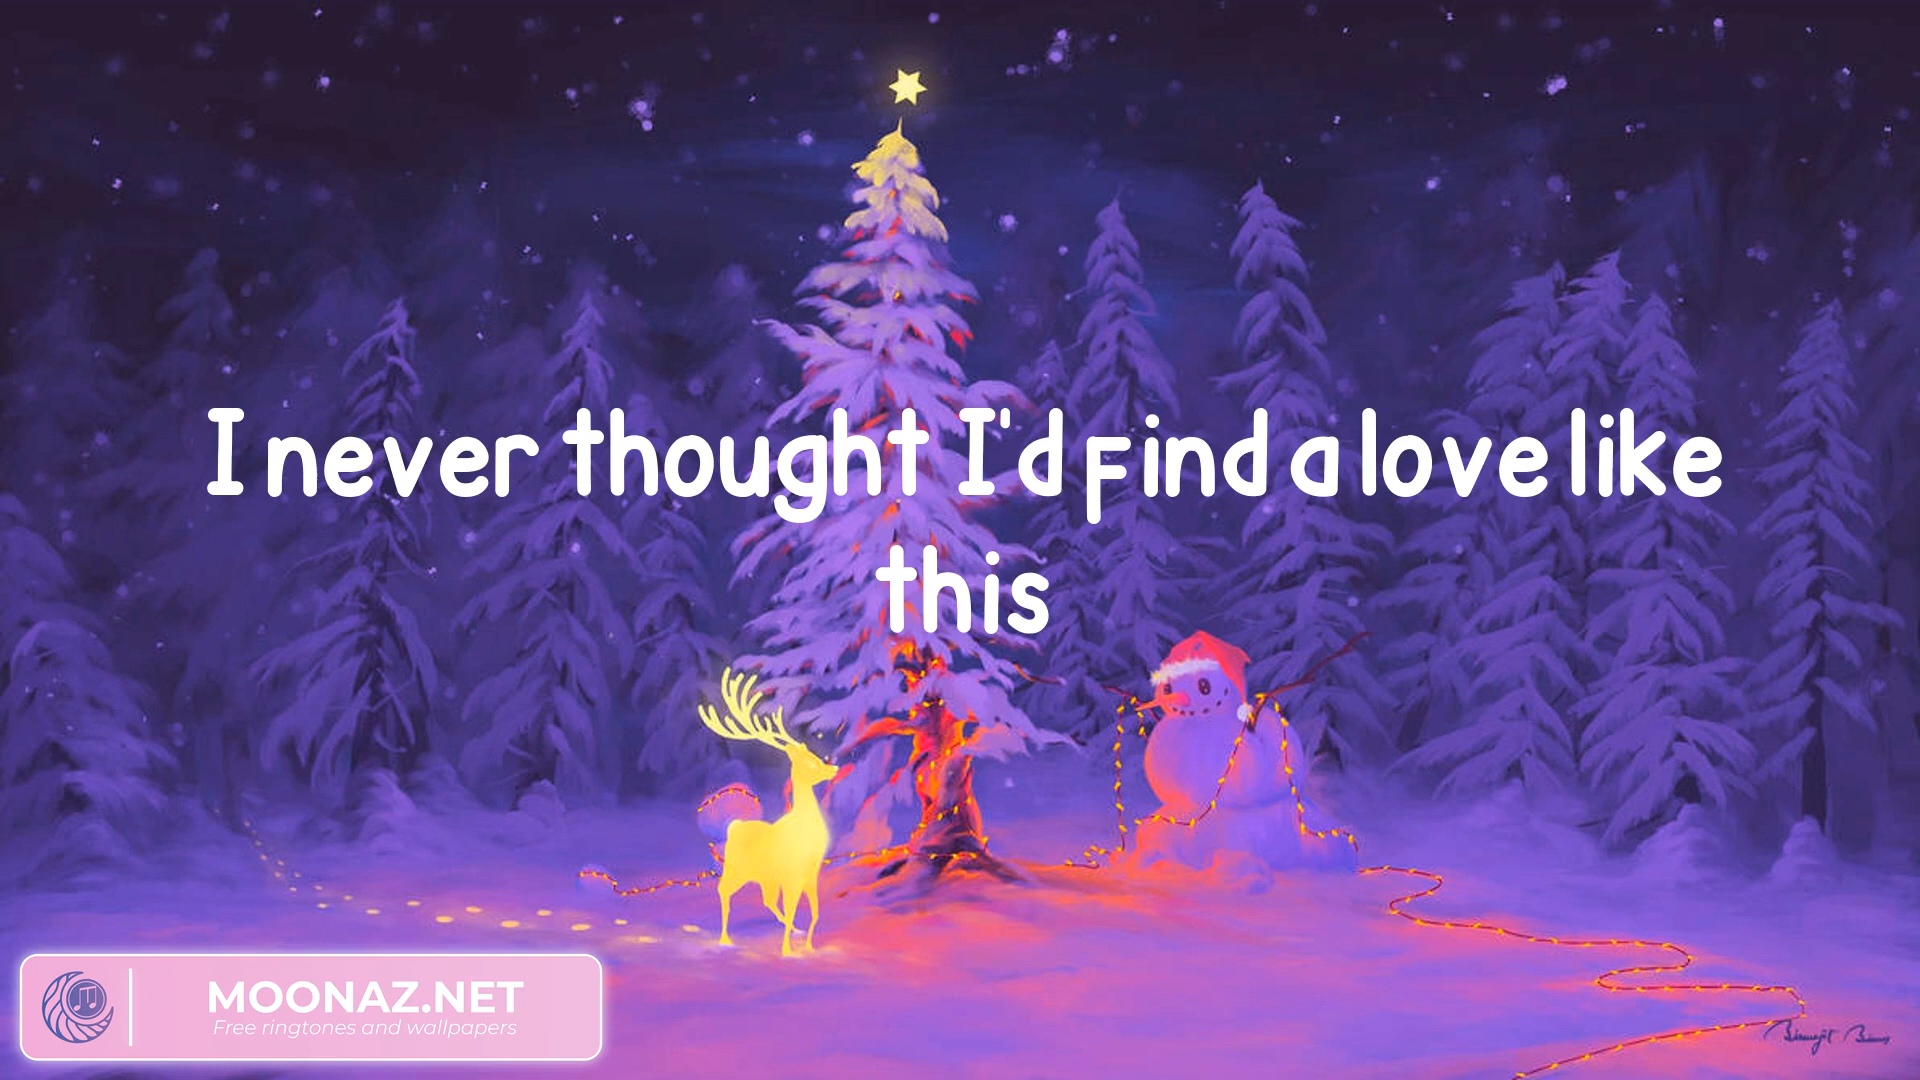 I never thought I'd find a love like
this
MOONAZ.NET
Free ringtones and wallpapers